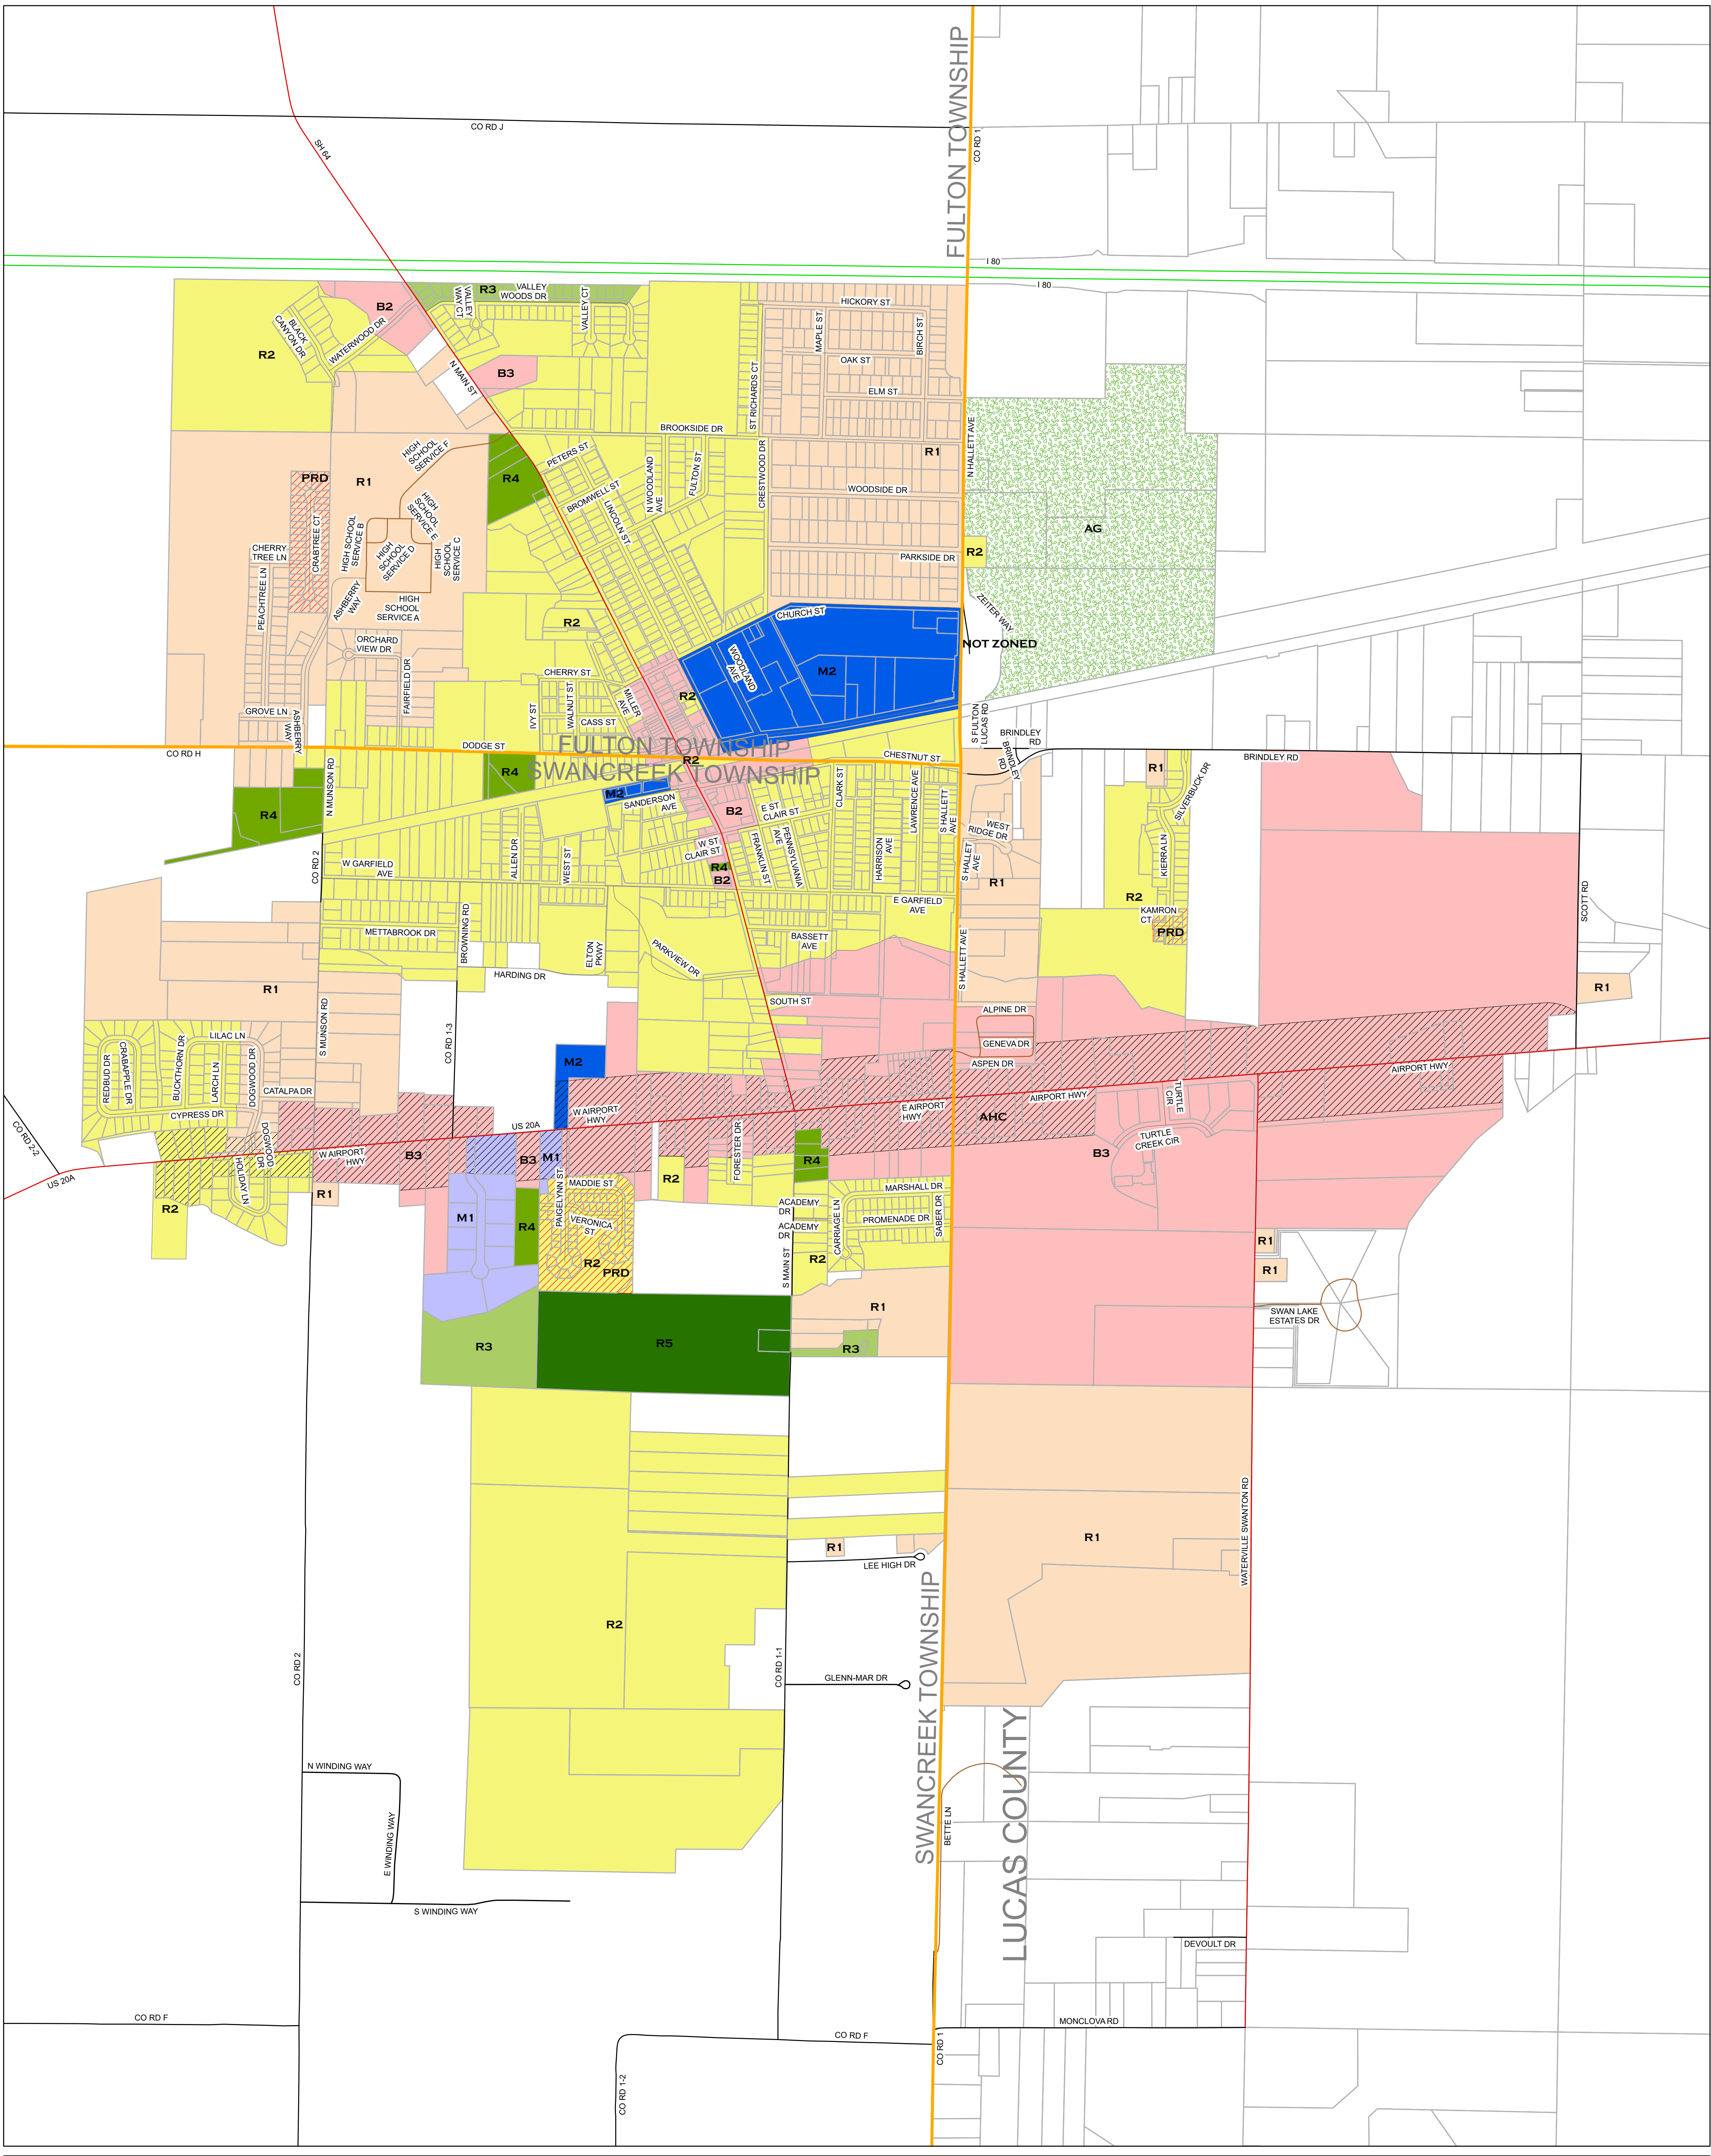 FULTON TOWNSHIP
CO RD 1
CO RD J
SH 64
I 80
I 80
R3
VALLEY
WOODS DR
VALLEY
WAY CT
VALLEY CT
B2
BLACK
CANYON DR
WATERWOOD DR
R2
N MAIN ST
B3
HICKORY ST
MAPLE ST
BIRCH ST
OAK ST
ELM ST
ST RICHARDS CT
BROOKSIDE DR
CRESTWOOD DR
N HALLETT AVE
R1
HIGH
SCHOOL
SERVICE F
PETERS ST
R4
PRD
R1
BROMWELL ST
LINCOLN ST
N WOODLAND
AVE
FULTON ST
WOODSIDE DR
HIGH
SCHOOL
SERVICE E
HIGH SCHOOL
SERVICE B
HIGH
SCHOOL
SERVICE D
HIGH
SCHOOL
SERVICE C
CRABTREE CT
CHERRY
TREE LN
PEACHTREE LN
ASHBERRY
WAY
HIGH
SCHOOL
SERVICE A
AG
PARKSIDE DR
R2
ZEITER WAY
CHURCH ST
R2
ORCHARD
VIEW DR
FAIRFIELD DR
NOT ZONED
WOODLAND
AVE
M2
CHERRY ST
IVY ST
WALNUT ST
MILLER
AVE
R2
CASS ST
GROVE LN
ASHBERRY
WAY
S FULTON
LUCAS RD
BRINDLEY
RD
BRINDLEY
RD
CO RD H
DODGE ST
FULTON TOWNSHIP
R2
CHESTNUT ST
BRINDLEY RD
SWANCREEK TOWNSHIP
N MUNSON RD
R4
R4
M2
SANDERSON
AVE
B2
E ST
CLAIR ST
CLARK ST
LAWRENCE AVE
S HALLETT
AVE
HARRISON
AVE
R1
SILVERBUCK DR
WEST
RIDGE DR
S HALLET
AVE
KIERRA LN
W ST
CLAIR ST
FRANKLIN ST
PENNSYLVANIA
AVE
CO RD 2
W GARFIELD
AVE
ALLEN DR
WEST ST
R4
B2
R1
R2
SCOTT RD
E GARFIELD
AVE
KAMRON
CT
PRD
METTABROOK DR
BROWNING RD
BASSETT
AVE
ELTON
PKWY
PARKVIEW DR
S HALLETT AVE
HARDING DR
R1
R1
SOUTH ST
ALPINE DR
S MUNSON RD
CO RD 1-3
GENEVA DR
LILAC LN
REDBUD DR
CRABAPPLE DR
BUCKTHORN DR
LARCH LN
DOGWOOD DR
M2
ASPEN DR
AIRPORT HWY
CATALPA DR
TURTLE
CIR
AIRPORT HWY
CYPRESS DR
W AIRPORT
HWY
E AIRPORT
HWY
AHC
CO RD 2-2
US 20A
DOGWOOD
DR
TURTLE
CREEK CIR
W AIRPORT
HWY
B3
B3
M1
FORESTER DR
B3
R4
US 20A
HOLIDAY LN
R1
R2
MADDIE ST
PAIGELYNN ST
R2
MARSHALL DR
R2
M1
R4
VERONICA
ST
ACADEMY
DR
ACADEMY
DR
CARRIAGE LN
PROMENADE DR
SABER DR
R1
R2
PRD
S MAIN ST
R2
R1
R1
SWAN LAKE
ESTATES DR
R3
R5
R3
WATERVILLE SWANTON RD
R1
R1
LEE HIGH DR
SWANCREEK TOWNSHIP
R2
CO RD 2
CO RD 1-1
GLENN-MAR DR
LUCAS COUNTY
N WINDING WAY
E WINDING WAY
BETTE LN
S WINDING WAY
DEVOULT DR
CO RD F
MONCLOVA RD
CO RD F
CO RD 1
CO RD 1-2